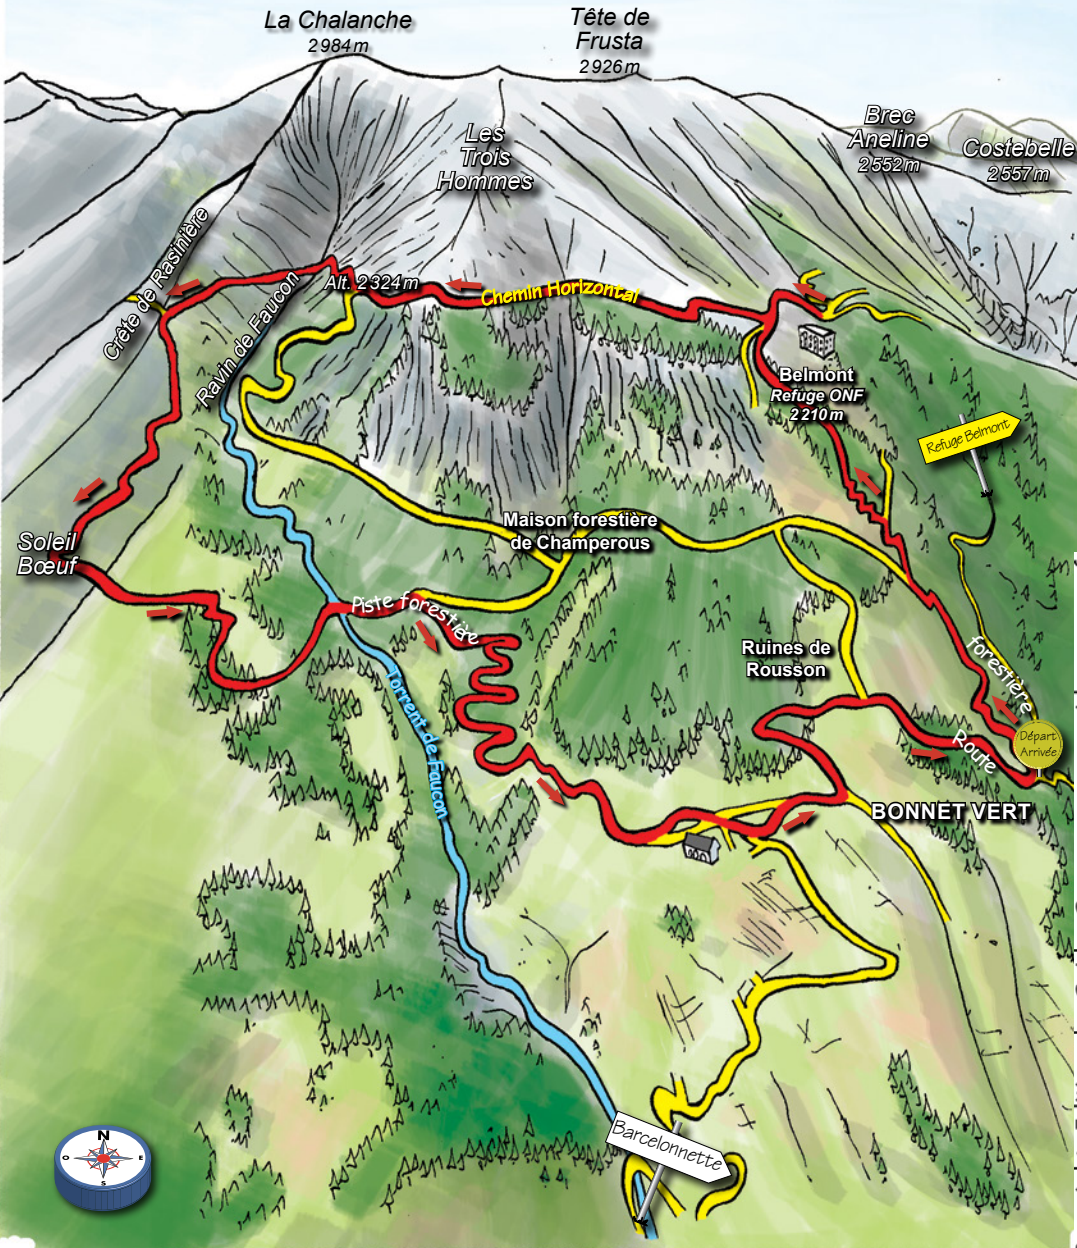 La Chalanche
2984m
Tête de
Frusta
2926m
Brec
Aneline
2552m
Costebelle
2557m
Les
Trois
Hommes
Crête de Rasinière
Ravin de Faucon
Alt. 2324m
Chemin Horizontal
Belmont
Refuge ONF
2210m
Refuge Belmont
Soleil
Bœuf
Maison forestière
de Champerous
Piste forestière
Ruines de
Rousson
forestière
Route
Départ
Arrivée
Torrent de Faucon
BONNET VERT
Barcelonnette
N
O
E
S